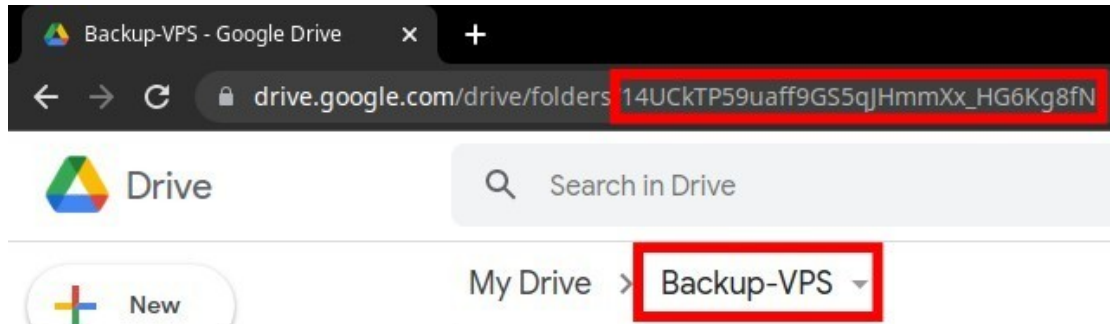 Backup-VPS - Google Drive
drive.google.com/drive/folders/14UCkTP59uaff9GS5qJHmmXx_HG6Kg8fN
Drive
Search in Drive
My Drive > Backup-VPS
New